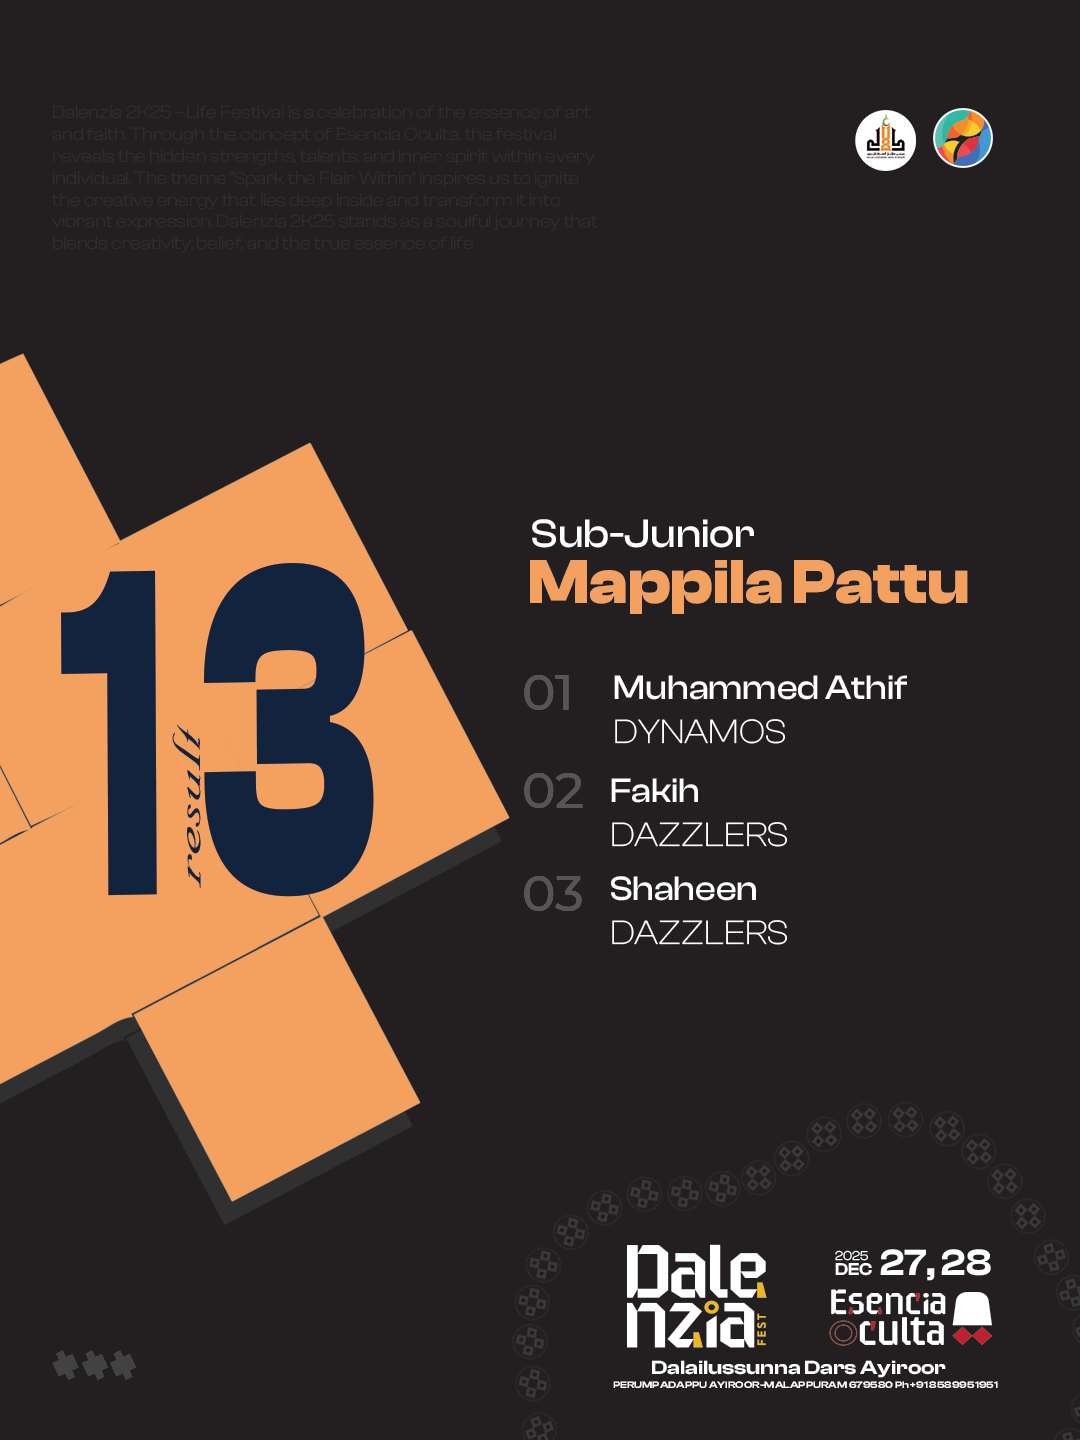 Dalenzia 2K25 - Life Festival is a celebration of the essence of art
and faith. Through the concept of Esencia Oculta, the festival
reveals the hidden strengths, talents, and inner spirit within every
individual. The theme "Spark the Flair Within" inspires us to ignite
the creative energy that lies deep inside and transform it into
vibrant expression. Dalenzia 2K25 stands as a soulful journey that
blends creativity, belief, and the true essence of life
13
result
Sub-Junior
Mappila Pattu
01 Muhammed Athif
DYNAMOS
02 Fakih
DAZZLERS
03 Shaheen
DAZZLERS
Dale
nzia FEST
2025
DEC 27, 28
Esencia
Oculta
Dalailussunna Dars Ayiroor
PERUMPADAPPU AYIROOR-MALAPPURAM 679580 Ph+918589951951